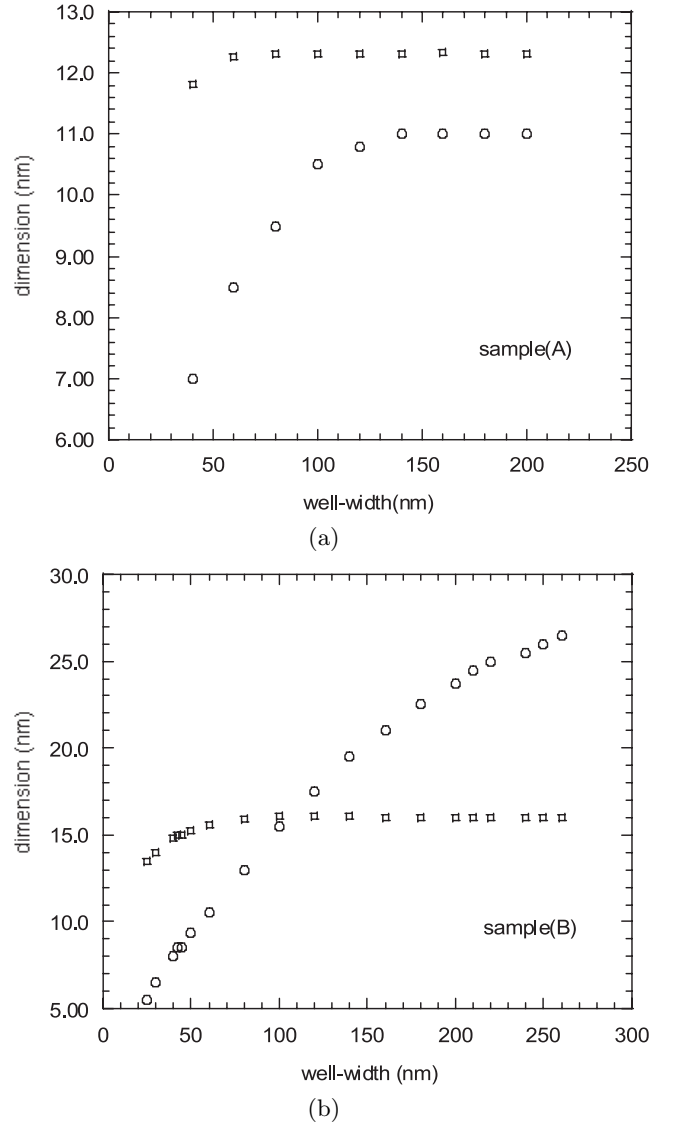 13.0
12.0
11.0
10.0
9.00
8.00
7.00
6.00
dimension (nm)
sample(A)
0 50 100 150 200 250
well-width(nm)
(a)
30.0
25.0
20.0
15.0
10.0
5.00
dimension (nm)
sample(B)
0 50 100 150 200 250 300
well-width (nm)
(b)